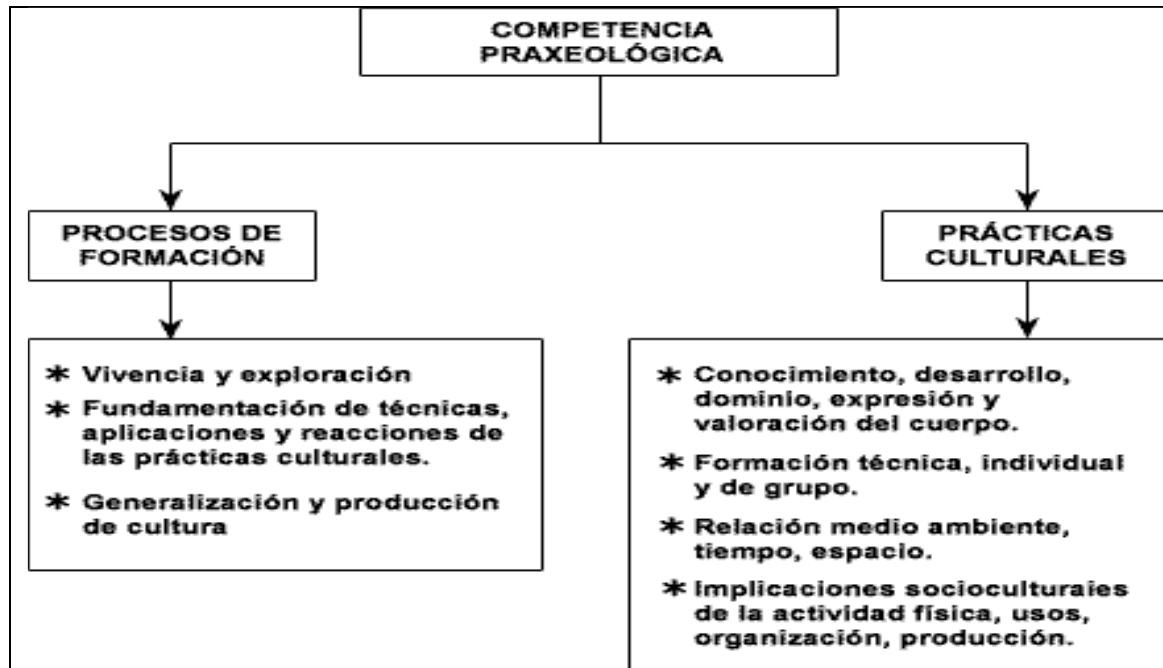 COMPETENCIA
PRAXEOLÓGICA
PROCESOS DE
FORMACIÓN
* Vivencia y exploración
* Fundamentación de técnicas,
aplicaciones y reacciones de
las prácticas culturales.
* Generalización y producción
de cultura
PRÁCTICAS
CULTURALES
* Conocimiento, desarrollo,
dominio, expresión y
valoración del cuerpo.
* Formación técnica, individual
y de grupo.
* Relación medio ambiente,
tiempo, espacio.
* Implicaciones socioculturales
de la actividad física, usos,
organización, producción.